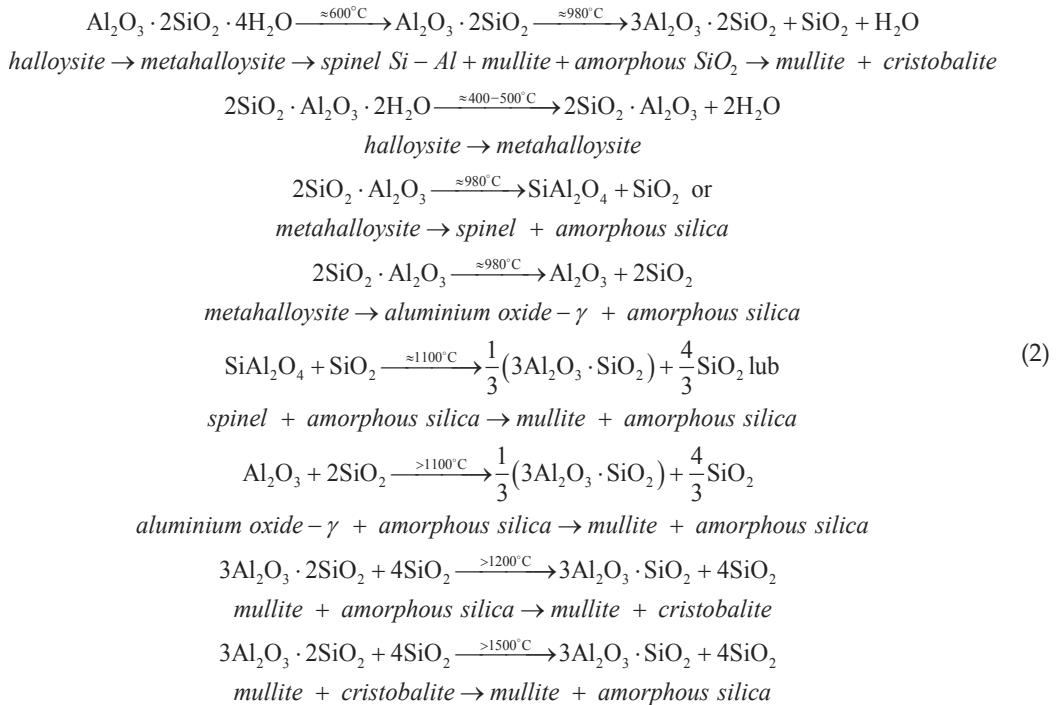 Al₂O₃ · 2SiO₂ · 4H₂O —≈600°C→ Al₂O₃ · 2SiO₂ —≈980°C→ 3Al₂O₃ · 2SiO₂ + SiO₂ + H₂O
halloysite → metahalloysite → spinel Si – Al + mullite + amorphous SiO₂ → mullite + cristobalite
2SiO₂ · Al₂O₃ · 2H₂O —≈400–500°C→ 2SiO₂ · Al₂O₃ + 2H₂O
halloysite → metahalloysite
2SiO₂ · Al₂O₃ —≈980°C→ SiAl₂O₄ + SiO₂ or
metahalloysite → spinel + amorphous silica
2SiO₂ · Al₂O₃ —≈980°C→ Al₂O₃ + 2SiO₂
metahalloysite → aluminium oxide – γ + amorphous silica
SiAl₂O₄ + SiO₂ —≈1100°C→ 1/3(3Al₂O₃ · SiO₂) + 4/3 SiO₂ lub (2)
spinel + amorphous silica → mullite + amorphous silica
Al₂O₃ + 2SiO₂ —>1100°C→ 1/3(3Al₂O₃ · SiO₂) + 4/3 SiO₂
aluminium oxide – γ + amorphous silica → mullite + amorphous silica
3Al₂O₃ · 2SiO₂ + 4SiO₂ —>1200°C→ 3Al₂O₃ · SiO₂ + 4SiO₂
mullite + amorphous silica → mullite + cristobalite
3Al₂O₃ · 2SiO₂ + 4SiO₂ —>1500°C→ 3Al₂O₃ · SiO₂ + 4SiO₂
mullite + cristobalite → mullite + amorphous silica